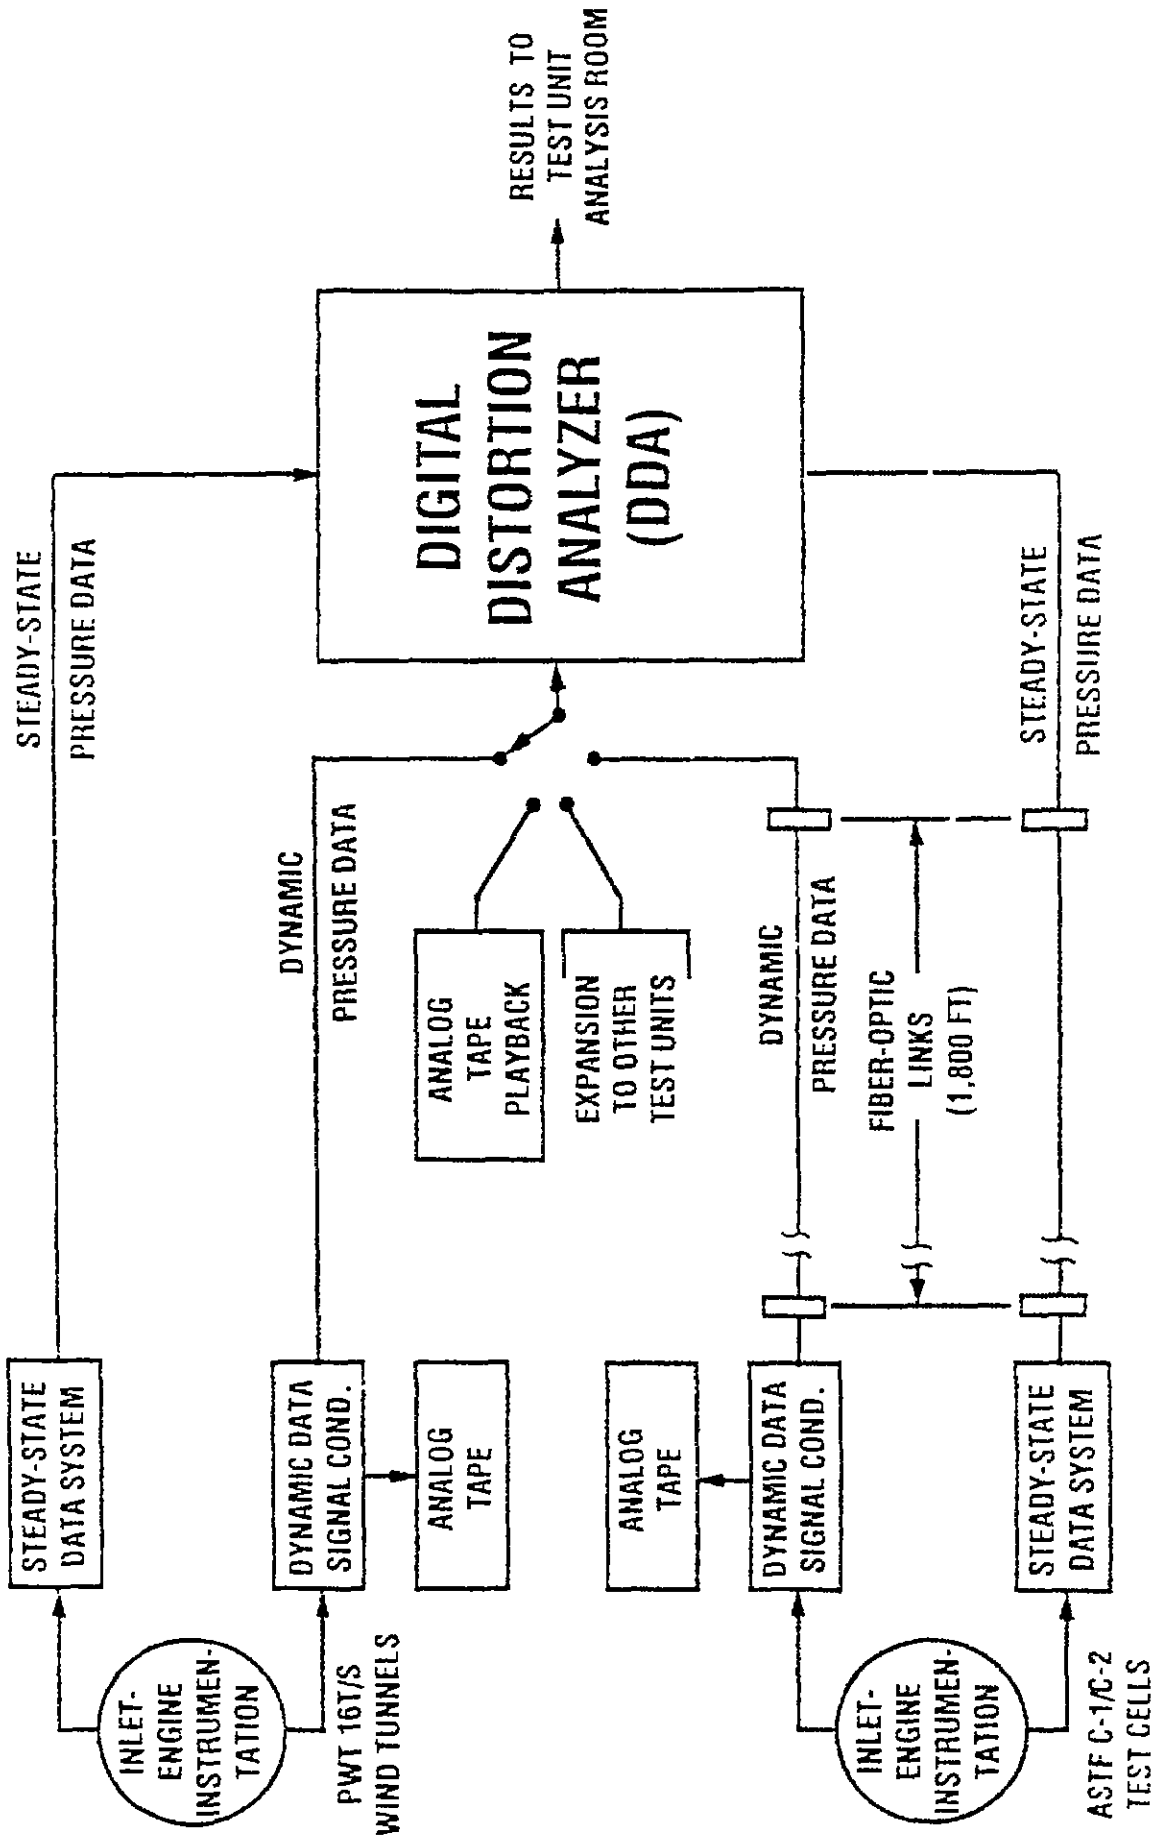 STEADY-STATE
PRESSURE DATA
STEADY-STATE
DATA SYSTEM
INLET-
ENGINE
INSTRUMEN-
TATION
PWT 16T/S
WIND TUNNELS
DYNAMIC DATA
SIGNAL COND.
ANALOG
TAPE
DYNAMIC
PRESSURE DATA
ANALOG
TAPE
PLAYBACK
EXPANSION
TO OTHER
TEST UNITS
DIGITAL
DISTORTION
ANALYZER
(DDA)
RESULTS TO
TEST UNIT
ANALYSIS ROOM
ANALOG
TAPE
DYNAMIC DATA
SIGNAL COND.
DYNAMIC
PRESSURE DATA
FIBER-OPTIC
LINKS
(1,800 FT)
INLET-
ENGINE
INSTRUMEN-
TATION
STEADY-STATE
DATA SYSTEM
STEADY-STATE
PRESSURE DATA
ASTF C-1/C-2
TEST CELLS